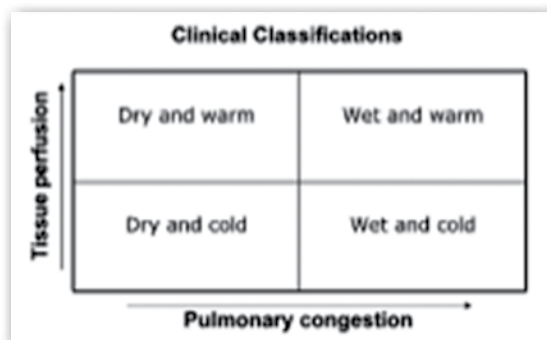 Clinical Classifications
Tissue perfusion
Dry and warm
Wet and warm
Dry and cold
Wet and cold
Pulmonary congestion